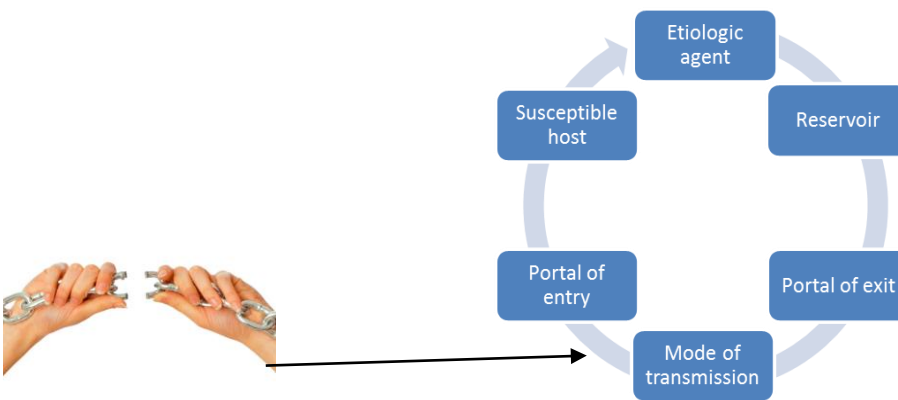 Etiologic
agent
Reservoir
Portal of exit
Mode of
transmission
Portal of
entry
Susceptible
host